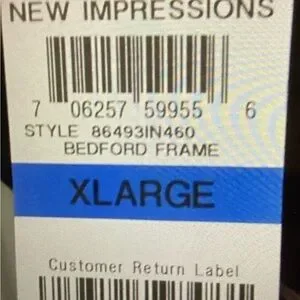 NEW IMPRESSIONS
7 06257 59955 6
STYLE 86493IN460
BEDFORD FRAME
XLARGE
Customer Return Label